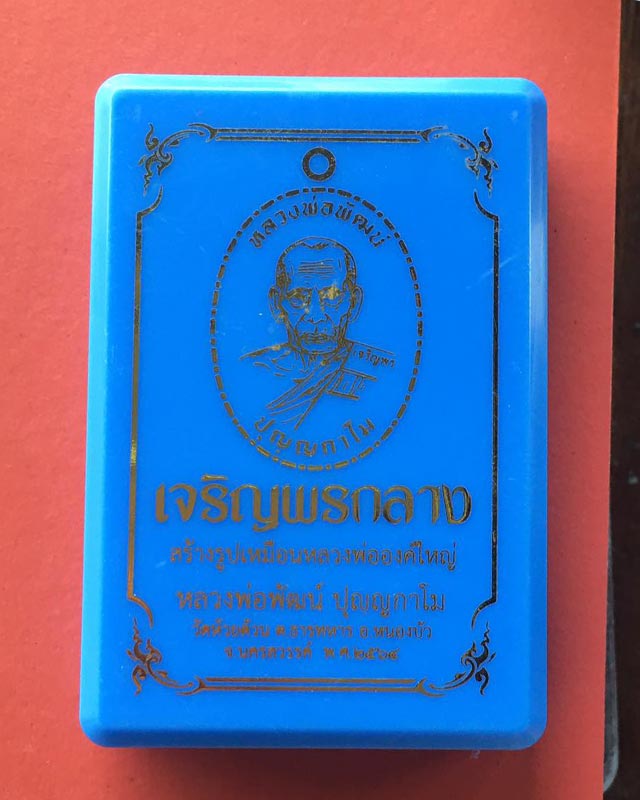 หลวงพ่อพัฒน์
เจริญพร
ปุญญกาโม
เจริญพรกลาง
สร้างรูปเหมือนหลวงพ่อองค์ใหญ่
หลวงพ่อพัฒน์ ปุญญกาโม
วัดห้วยด้วน ต.ธารทหาร อ.หนองบัว
จ.นครสวรรค์ พ.ศ.๒๕๖๔